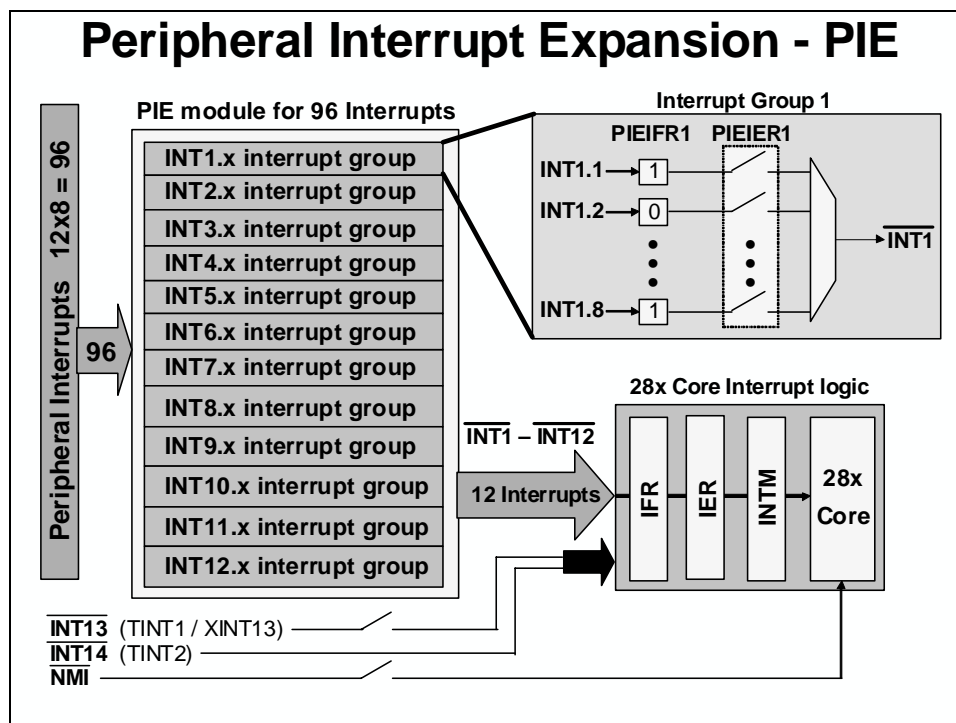 Peripheral Interrupt Expansion - PIE
Peripheral Interrupts 12x8 = 96
96
PIE module for 96 Interrupts
INT1.x interrupt group
INT2.x interrupt group
INT3.x interrupt group
INT4.x interrupt group
INT5.x interrupt group
INT6.x interrupt group
INT7.x interrupt group
INT8.x interrupt group
INT9.x interrupt group
INT10.x interrupt group
INT11.x interrupt group
INT12.x interrupt group
Interrupt Group 1
PIEIFR1 PIEIER1
INT1.1 1
INT1.2 0
INT1.8 1
INT1
INT1 – INT12
12 Interrupts
28x Core Interrupt logic
IFR
IER
INTM
28x
Core
INT13 (TINT1 / XINT13)
INT14 (TINT2)
NMI